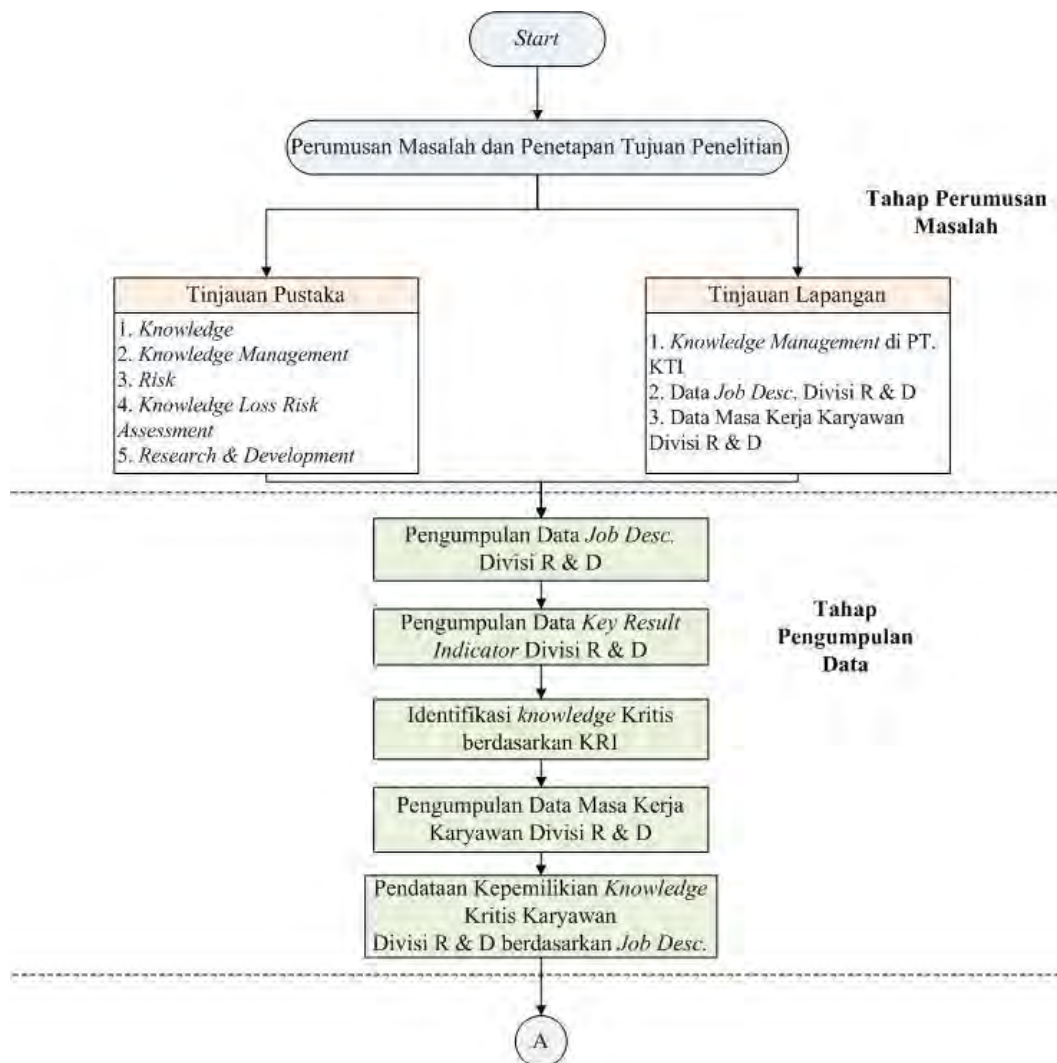 Start
Perumusan Masalah dan Penetapan Tujuan Penelitian
Tahap Perumusan
Masalah
Tinjauan Pustaka
1. Knowledge
2. Knowledge Management
3. Risk
4. Knowledge Loss Risk
Assessment
5. Research & Development
Tinjauan Lapangan
1. Knowledge Management di PT.
KTI
2. Data Job Desc. Divisi R & D
3. Data Masa Kerja Karyawan
Divisi R & D
Pengumpulan Data Job Desc.
Divisi R & D
Pengumpulan Data Key Result
Indicator Divisi R & D
Tahap
Pengumpulan
Data
Identifikasi knowledge Kritis
berdasarkan KRI
Pengumpulan Data Masa Kerja
Karyawan Divisi R & D
Pendataan Kepemilikian Knowledge
Kritis Karyawan
Divisi R & D berdasarkan Job Desc.
A